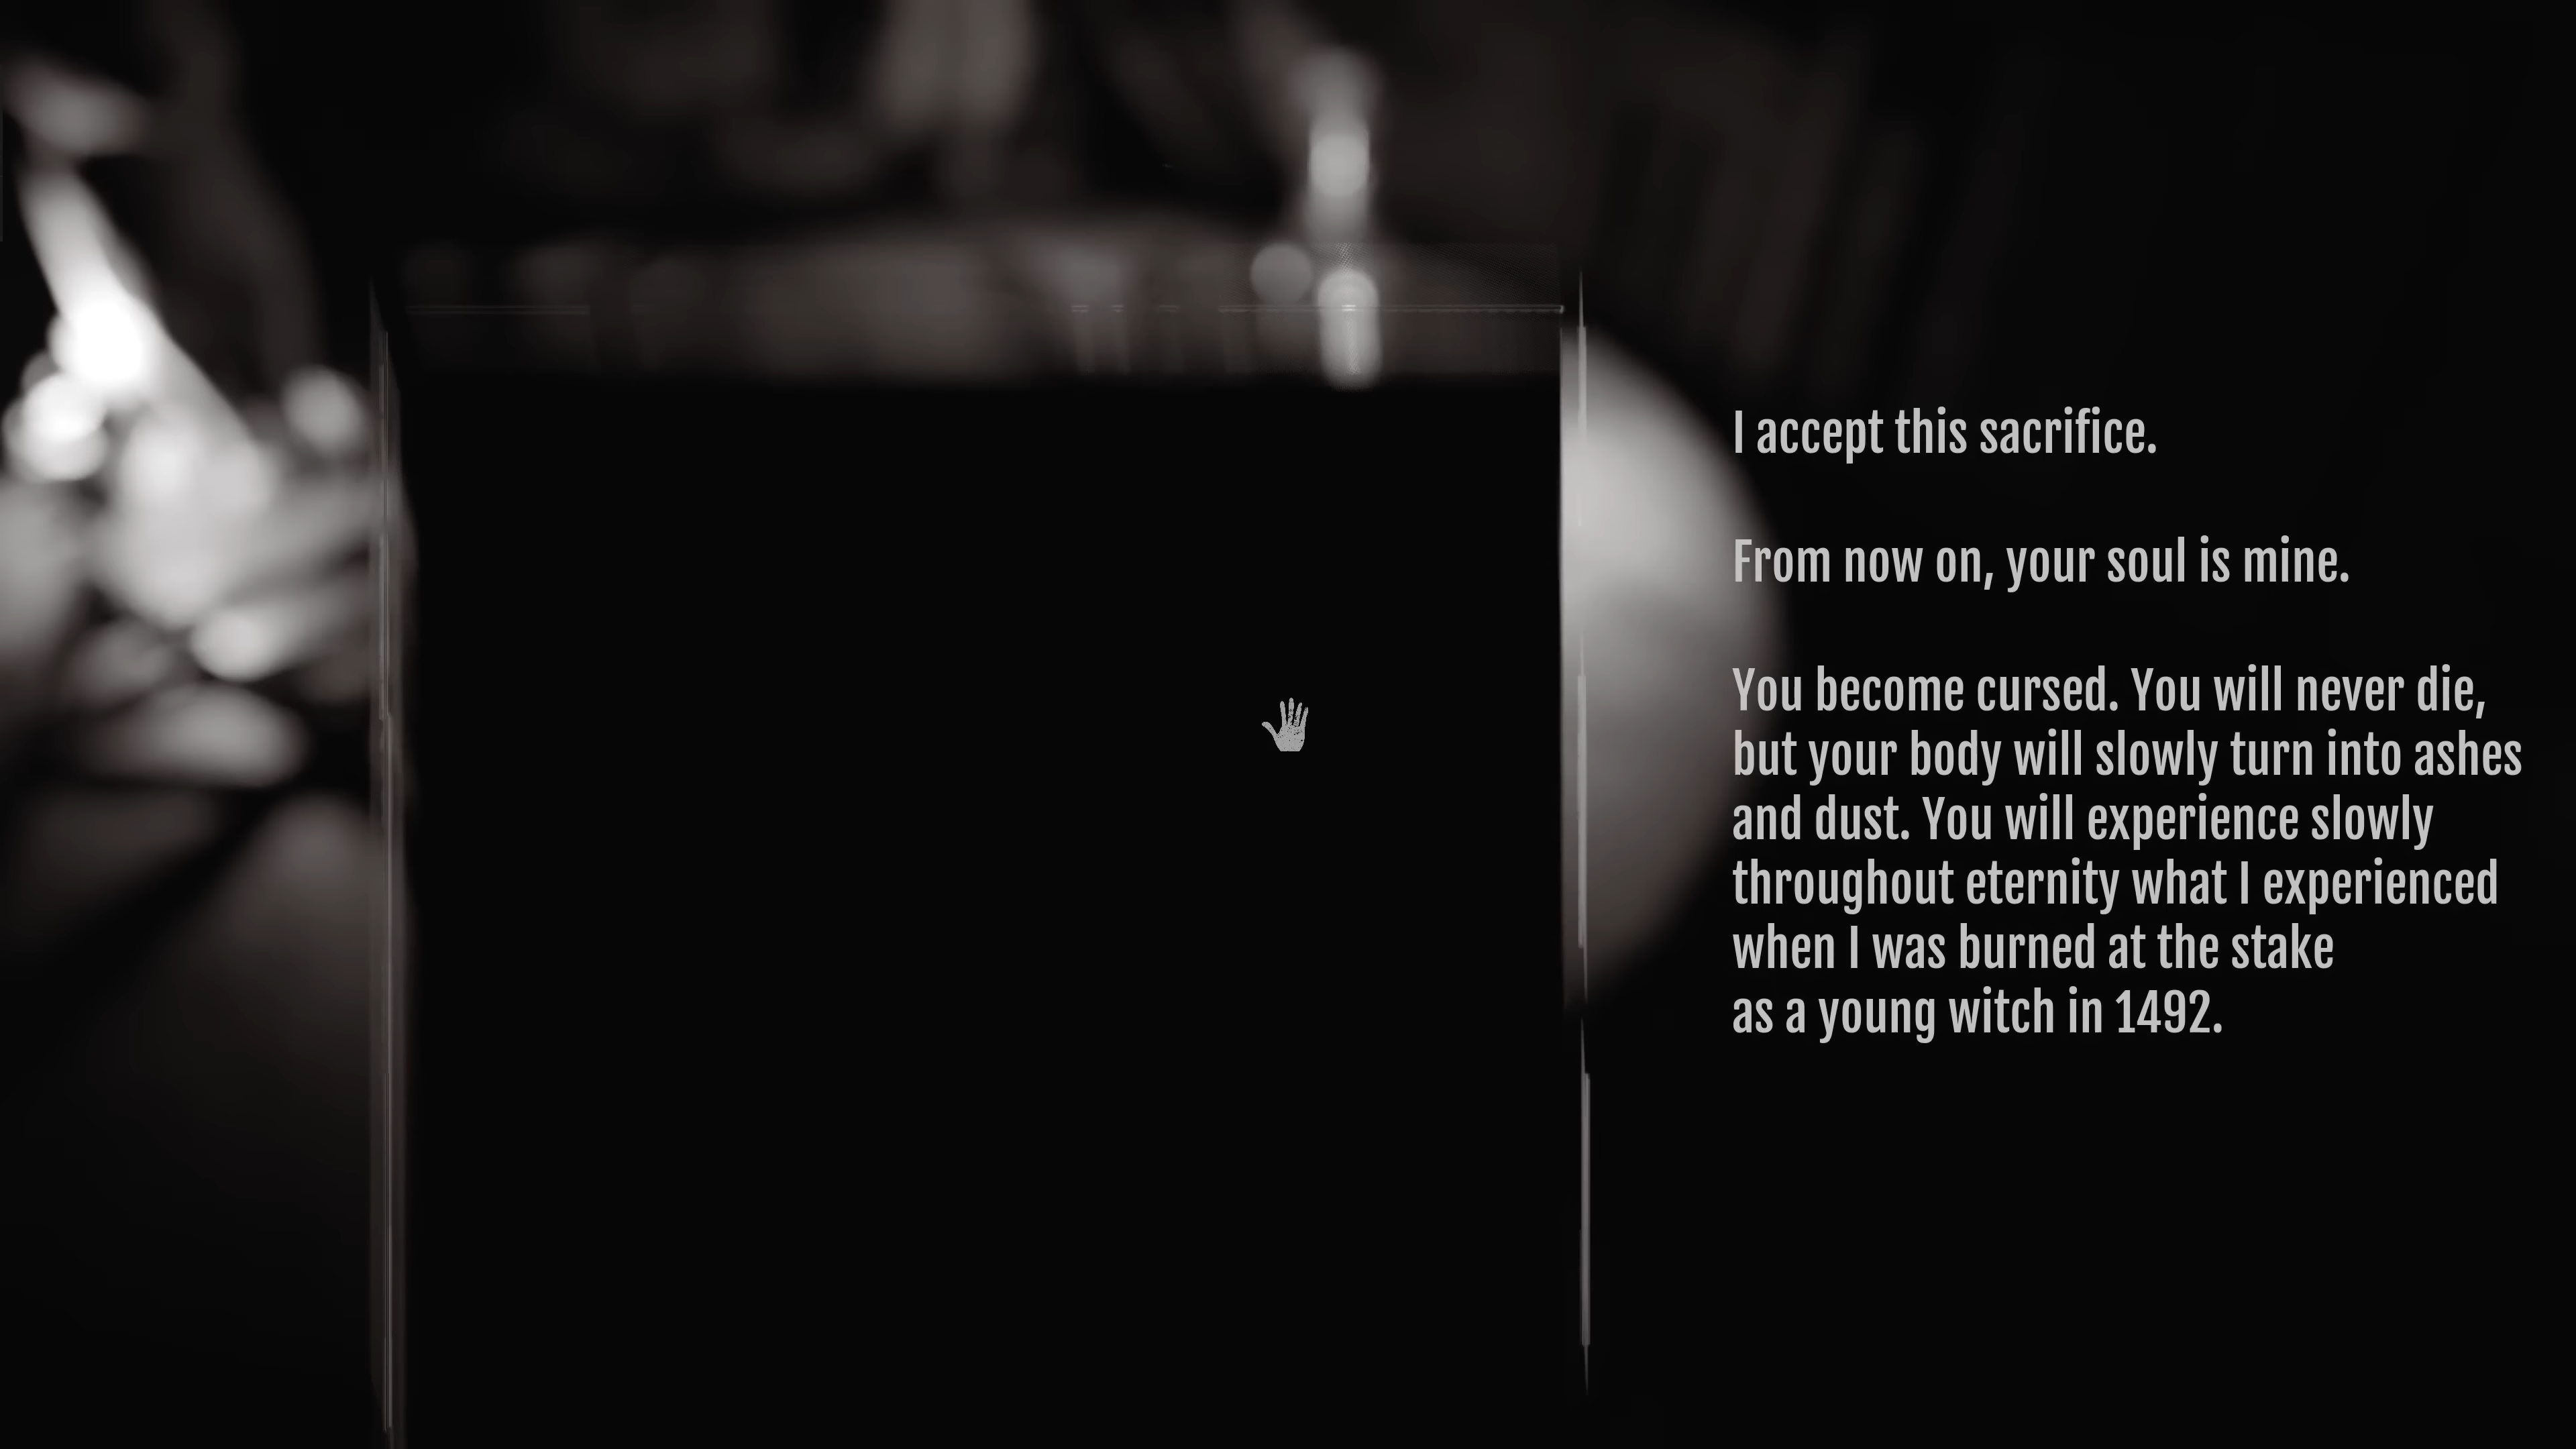 I accept this sacrifice.
From now on, your soul is mine.
You become cursed. You will never die,
but your body will slowly turn into ashes
and dust. You will experience slowly
throughout eternity what I experienced
when I was burned at the stake
as a young witch in 1492.